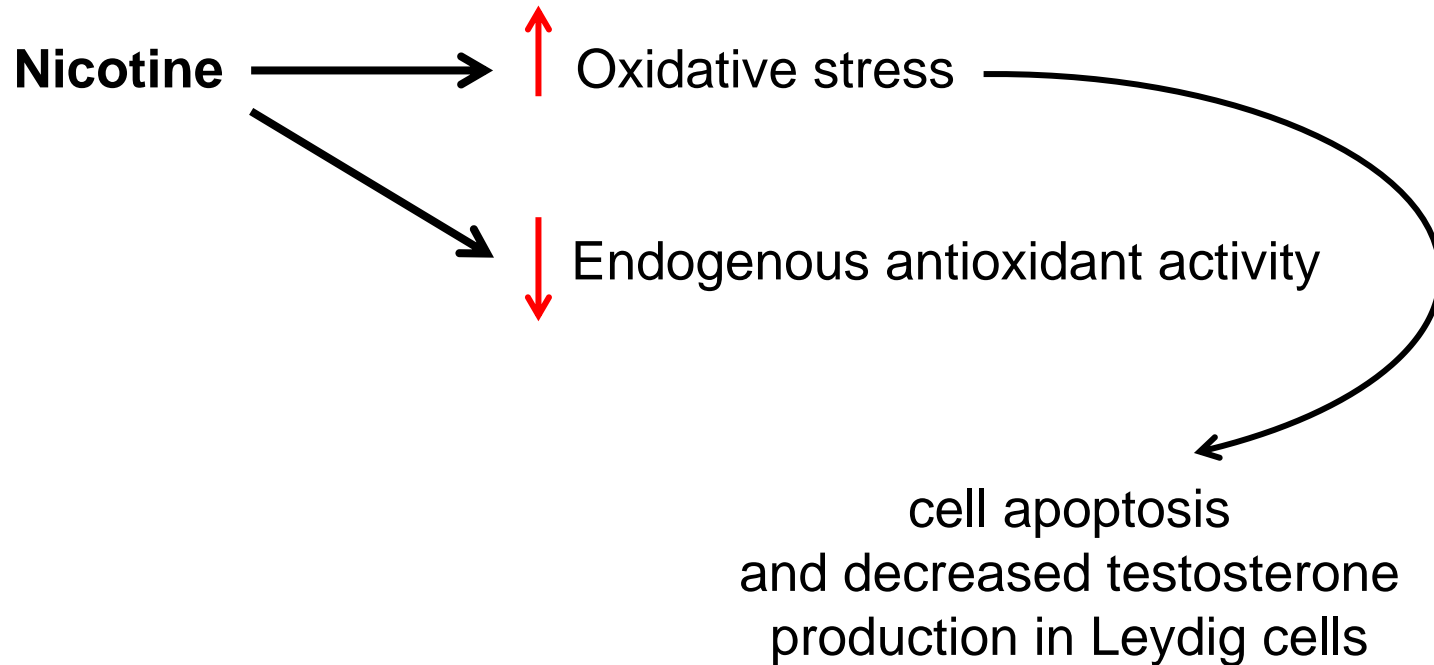 Nicotine
Oxidative stress
Endogenous antioxidant activity
cell apoptosis
and decreased testosterone
production in Leydig cells